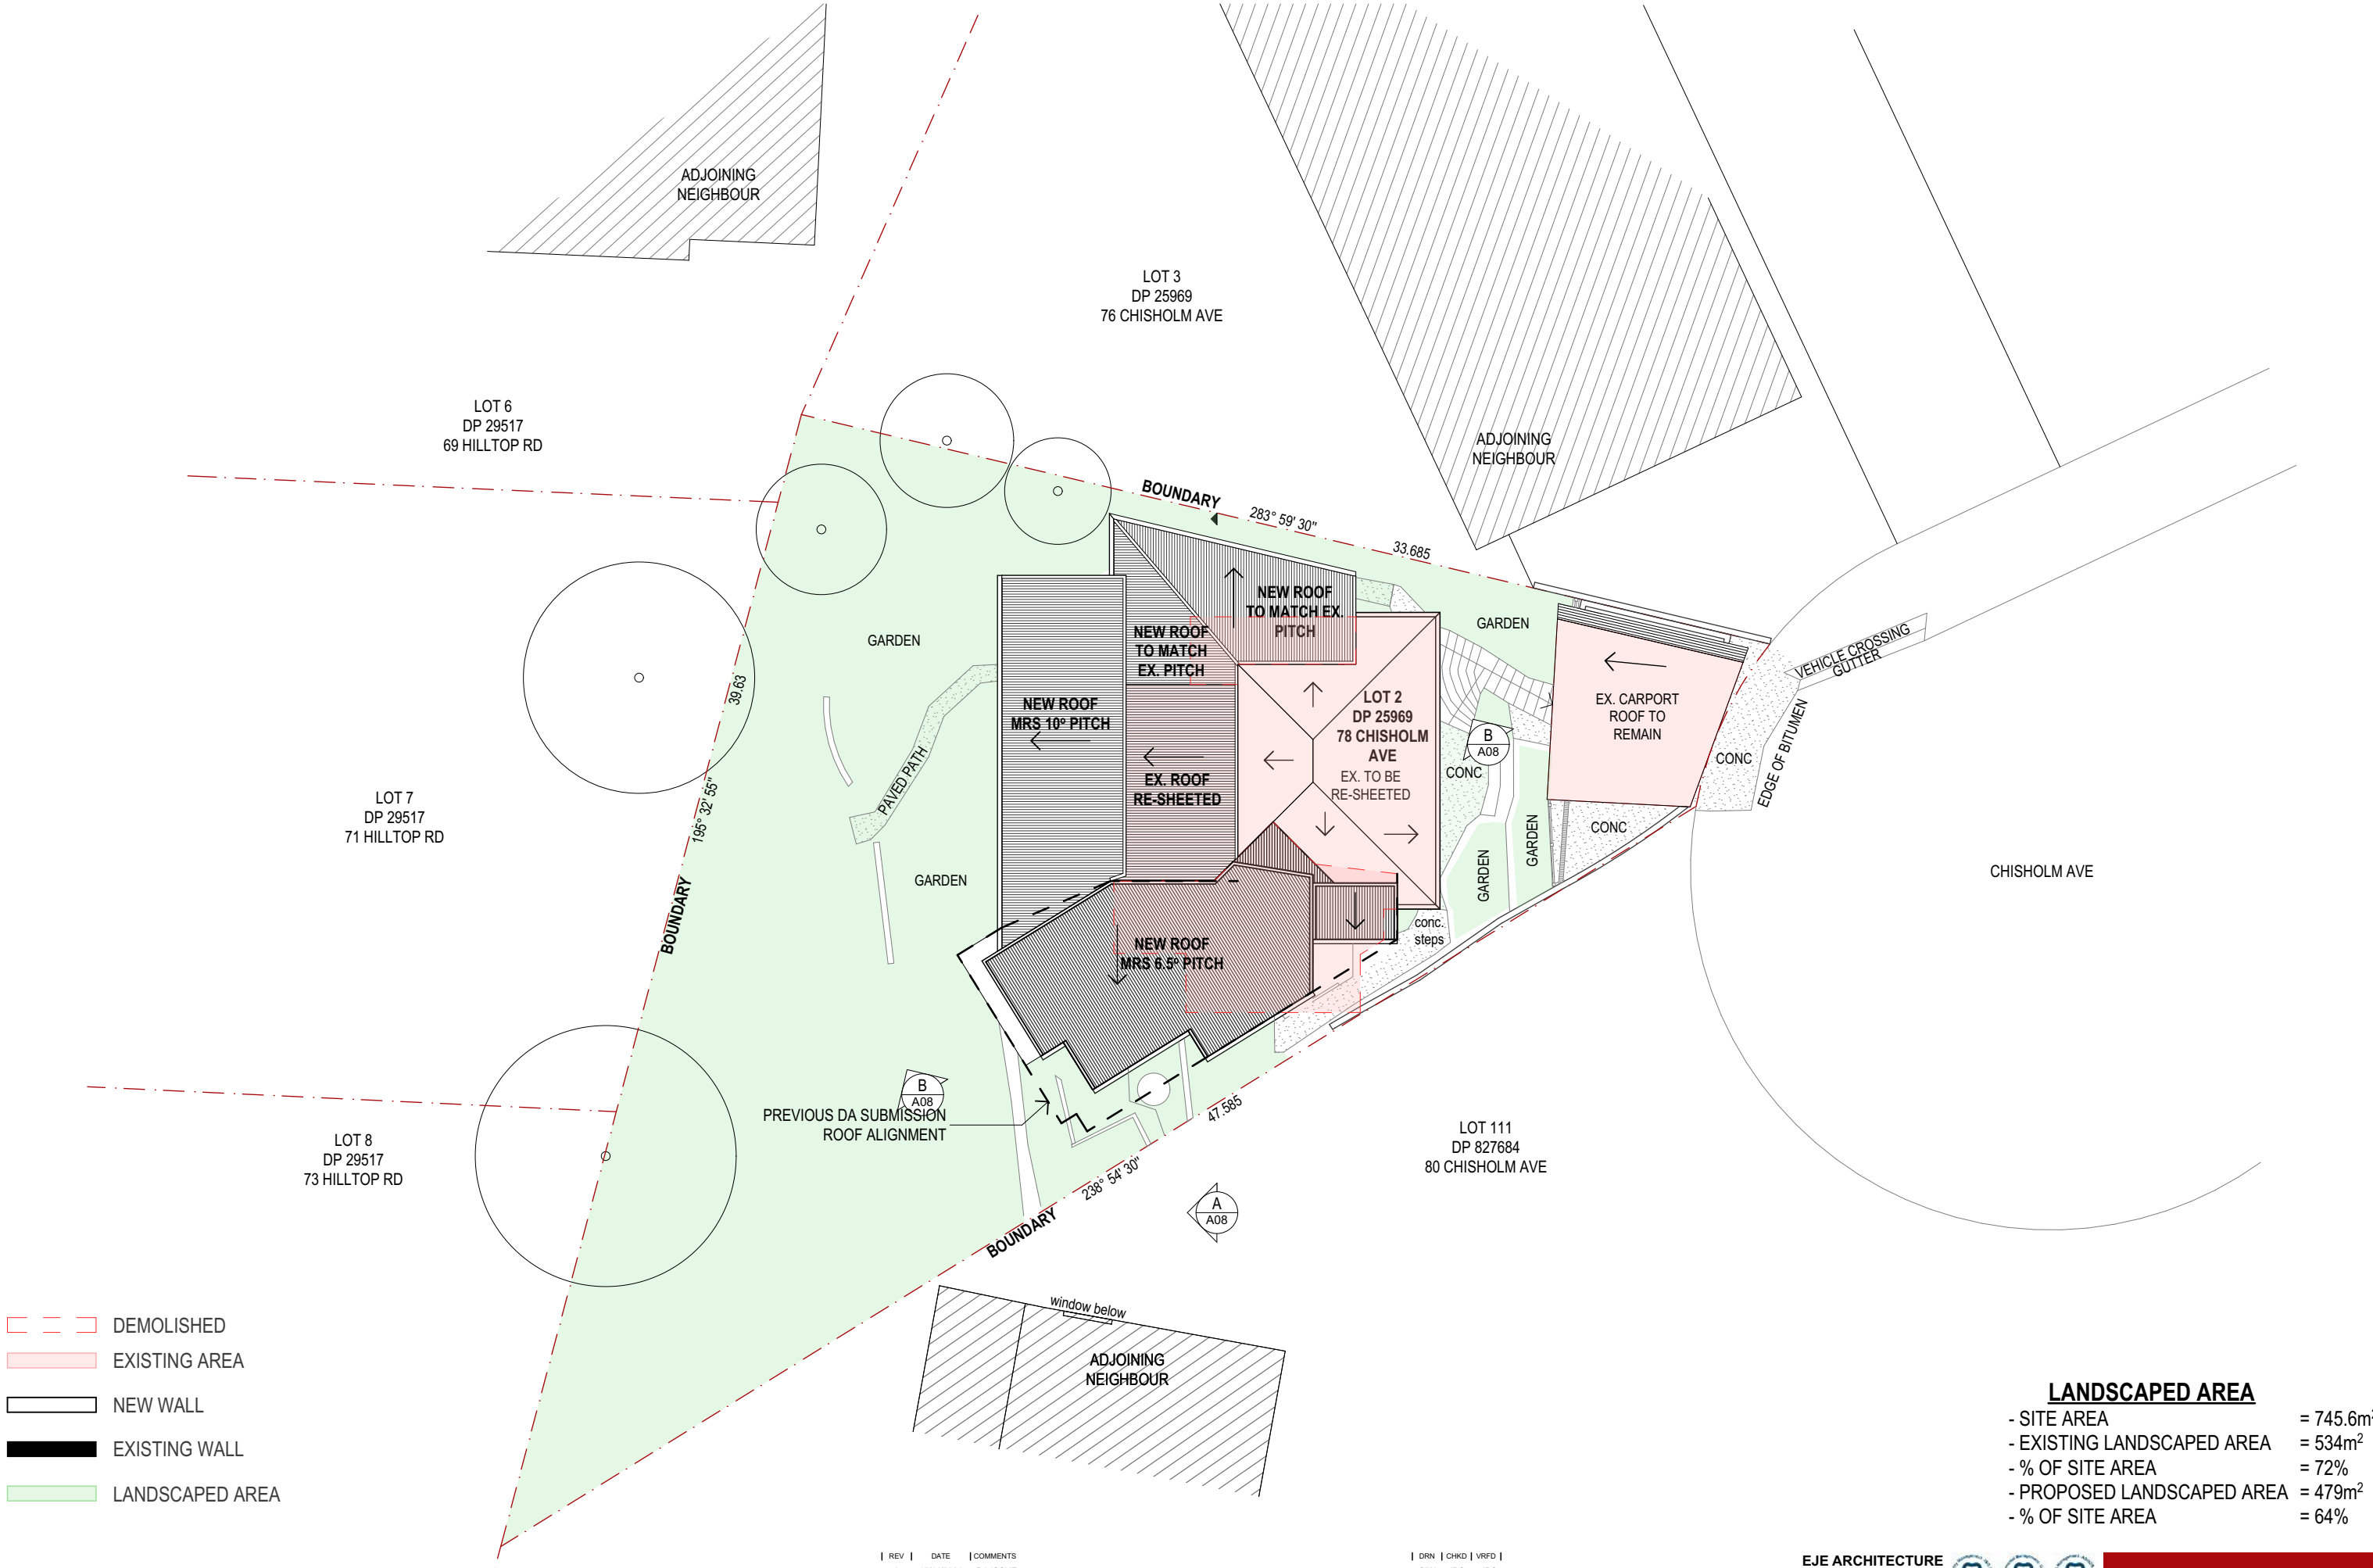 ADJOINING
NEIGHBOUR
LOT 3
DP 25969
76 CHISHOLM AVE
LOT 6
DP 29517
69 HILLTOP RD
ADJOINING
NEIGHBOUR
BOUNDARY
283° 59' 30"
33.685
NEW ROOF
TO MATCH EX.
PITCH
GARDEN
GARDEN
NEW ROOF
TO MATCH
EX. PITCH
VEHICLE CROSSING
GUTTER
39.63
NEW ROOF
MRS 10º PITCH
LOT 2
DP 25969
78 CHISHOLM
AVE
EX. TO BE
RE-SHEETED
EX. CARPORT
ROOF TO
REMAIN
B
A08
CONC
CONC
EDGE OF BITUMEN
PAVED PATH
EX. ROOF
RE-SHEETED
LOT 7
DP 29517
71 HILLTOP RD
195° 32' 55"
CONC
GARDEN
GARDEN
GARDEN
CHISHOLM AVE
BOUNDARY
conc.
steps
NEW ROOF
MRS 6.5º PITCH
B
A08
PREVIOUS DA SUBMISSION
ROOF ALIGNMENT
47.585
LOT 8
DP 29517
73 HILLTOP RD
LOT 111
DP 827684
80 CHISHOLM AVE
238° 54' 30"
A
A08
BOUNDARY
window below
ADJOINING
NEIGHBOUR
DEMOLISHED
EXISTING AREA
NEW WALL
EXISTING WALL
LANDSCAPED AREA
LANDSCAPED AREA
- SITE AREA = 745.6m²
- EXISTING LANDSCAPED AREA = 534m²
- % OF SITE AREA = 72%
- PROPOSED LANDSCAPED AREA = 479m²
- % OF SITE AREA = 64%
REV DATE COMMENTS
DRN CHKD VRFD
EJE ARCHITECTURE